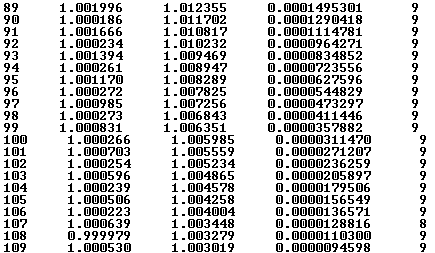 89 1.001996 1.012355 0.0001495301 9
90 1.000186 1.011702 0.0001290418 9
91 1.001666 1.010817 0.0001114781 9
92 1.000234 1.010232 0.0000964271 9
93 1.001394 1.009469 0.0000834852 9
94 1.000261 1.008947 0.0000723556 9
95 1.001170 1.008289 0.0000627596 9
96 1.000272 1.007825 0.0000544829 9
97 1.000985 1.007256 0.0000473297 9
98 1.000273 1.006843 0.0000411446 9
99 1.000831 1.006351 0.0000357882 9
100 1.000266 1.005985 0.0000311470 9
101 1.000703 1.005559 0.0000271207 9
102 1.000254 1.005234 0.0000236259 9
103 1.000596 1.004865 0.0000205897 9
104 1.000239 1.004578 0.0000179506 9
105 1.000506 1.004258 0.0000156549 9
106 1.000223 1.004004 0.0000136571 9
107 1.000639 1.003448 0.0000128816 8
108 0.999979 1.003279 0.0000110300 9
109 1.000530 1.003019 0.0000094598 9